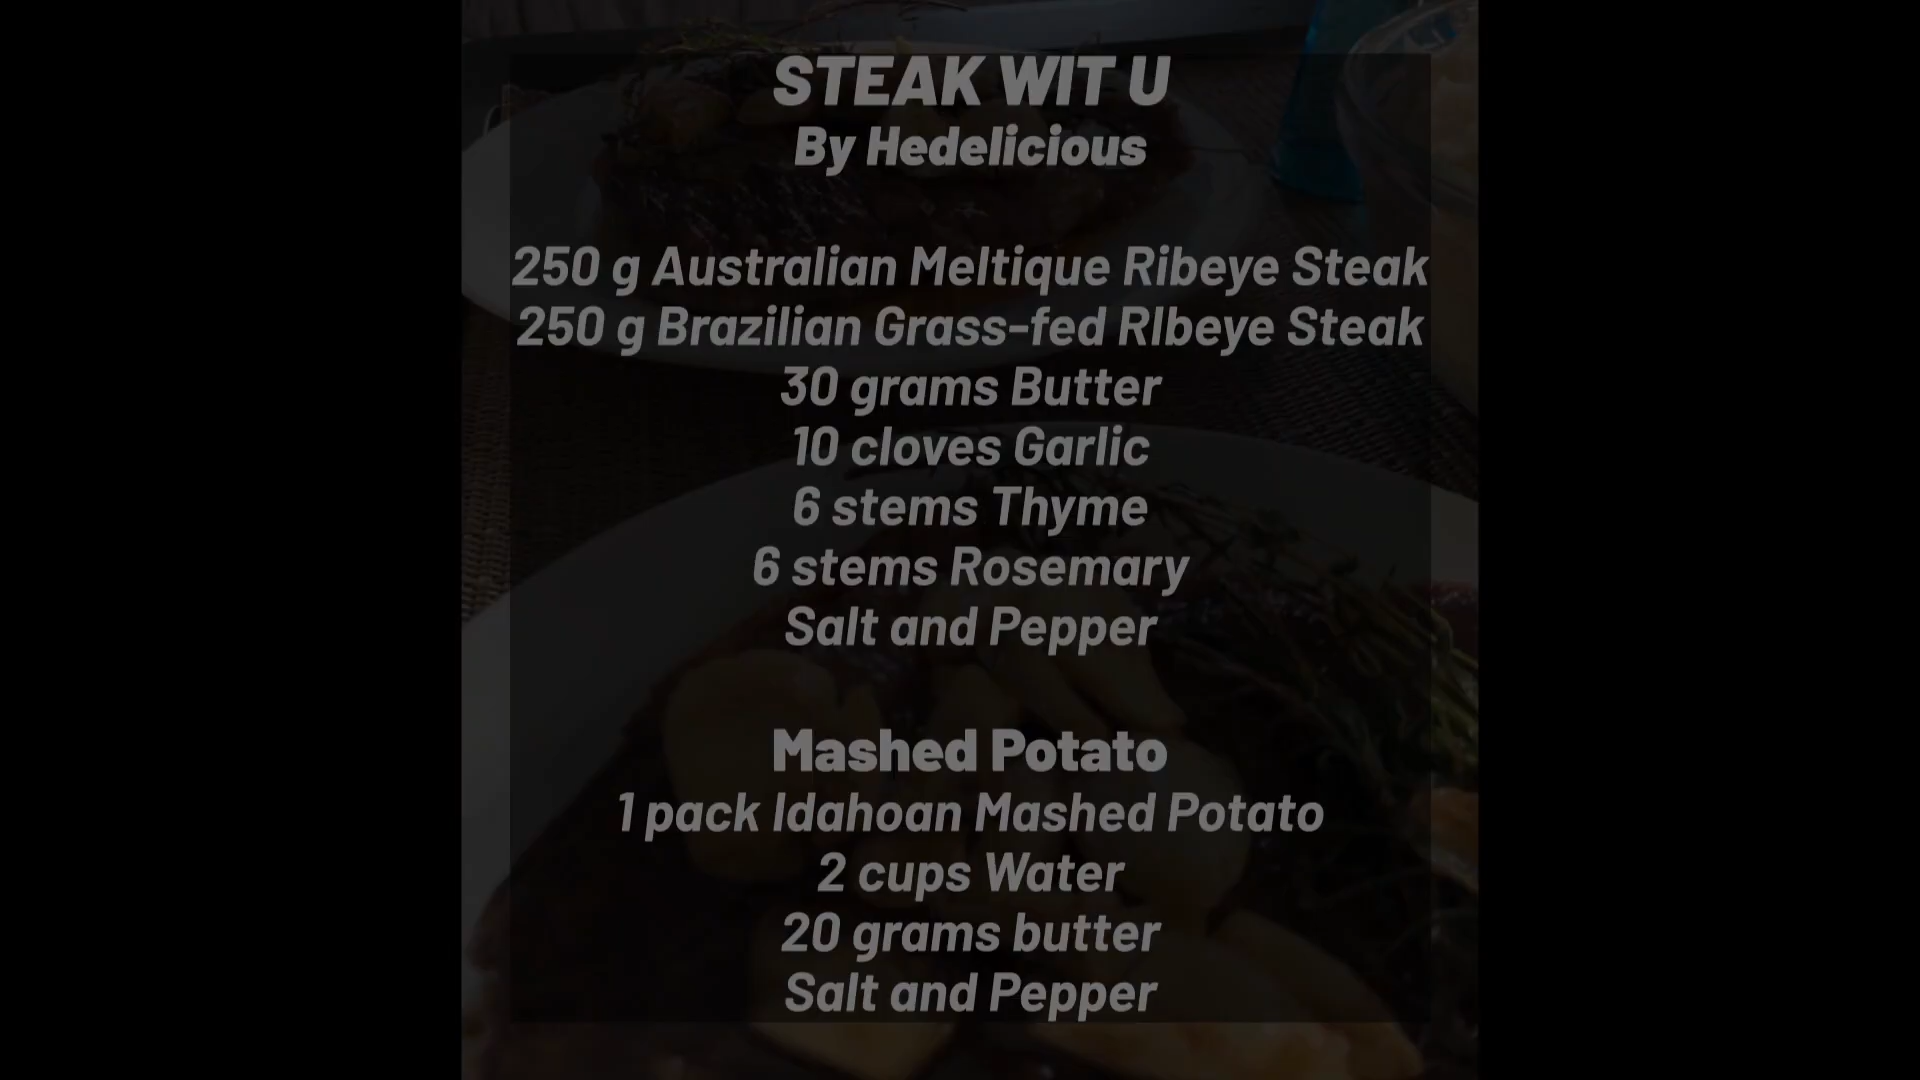 STEAK WIT U
By Hedelicious
250 g Australian Meltique Ribeye Steak
250 g Brazilian Grass-fed RIbeye Steak
30 grams Butter
10 cloves Garlic
6 stems Thyme
6 stems Rosemary
Salt and Pepper
Mashed Potato
1 pack Idahoan Mashed Potato
2 cups Water
20 grams butter
Salt and Pepper